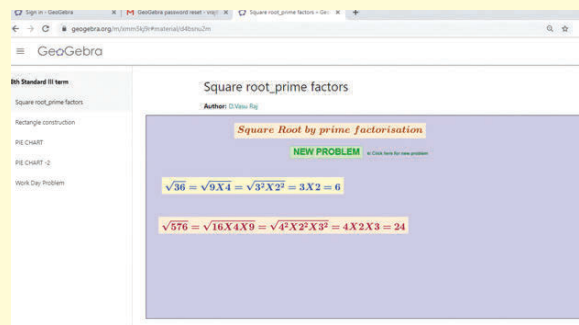 Sign in - GeoGebra
GeoGebra password reset - vraj1
Square root_prime factors – Ge
geogebra.org/m/
GeoGebra
8th Standard III term
Square root_prime factors
Rectangle construction
PIE CHART
PIE CHART -2
Work Day Problem
Square root_prime factors
Author: D.Vasu Raj
Square Root by prime factorisation
NEW PROBLEM
Click here for new problem
√36 = √9X4 = √3²X2² = 3X2 = 6
√576 = √16X4X9 = √4²X2²X3² = 4X2X3 = 24